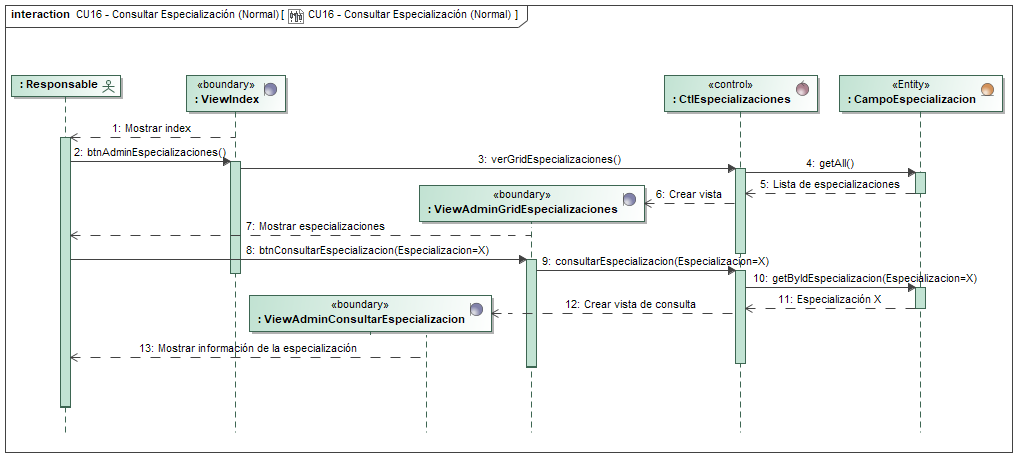 interaction CU16 - Consultar Especialización (Normal) [ CU16 - Consultar Especialización (Normal) ]
: Responsable
«boundary»
: ViewIndex
«control»
: CtlEspecializaciones
«Entity»
: CampoEspecializacion
1: Mostrar index
2: btnAdminEspecializaciones()
3: verGridEspecializaciones()
4: getAll()
5: Lista de especializaciones
6: Crear vista
«boundary»
: ViewAdminGridEspecializaciones
7: Mostrar especializaciones
8: btnConsultarEspecializacion(Especializacion=X)
9: consultarEspecializacion(Especializacion=X)
10: getByIdEspecializacion(Especializacion=X)
11: Especialización X
12: Crear vista de consulta
«boundary»
: ViewAdminConsultarEspecializacion
13: Mostrar información de la especialización